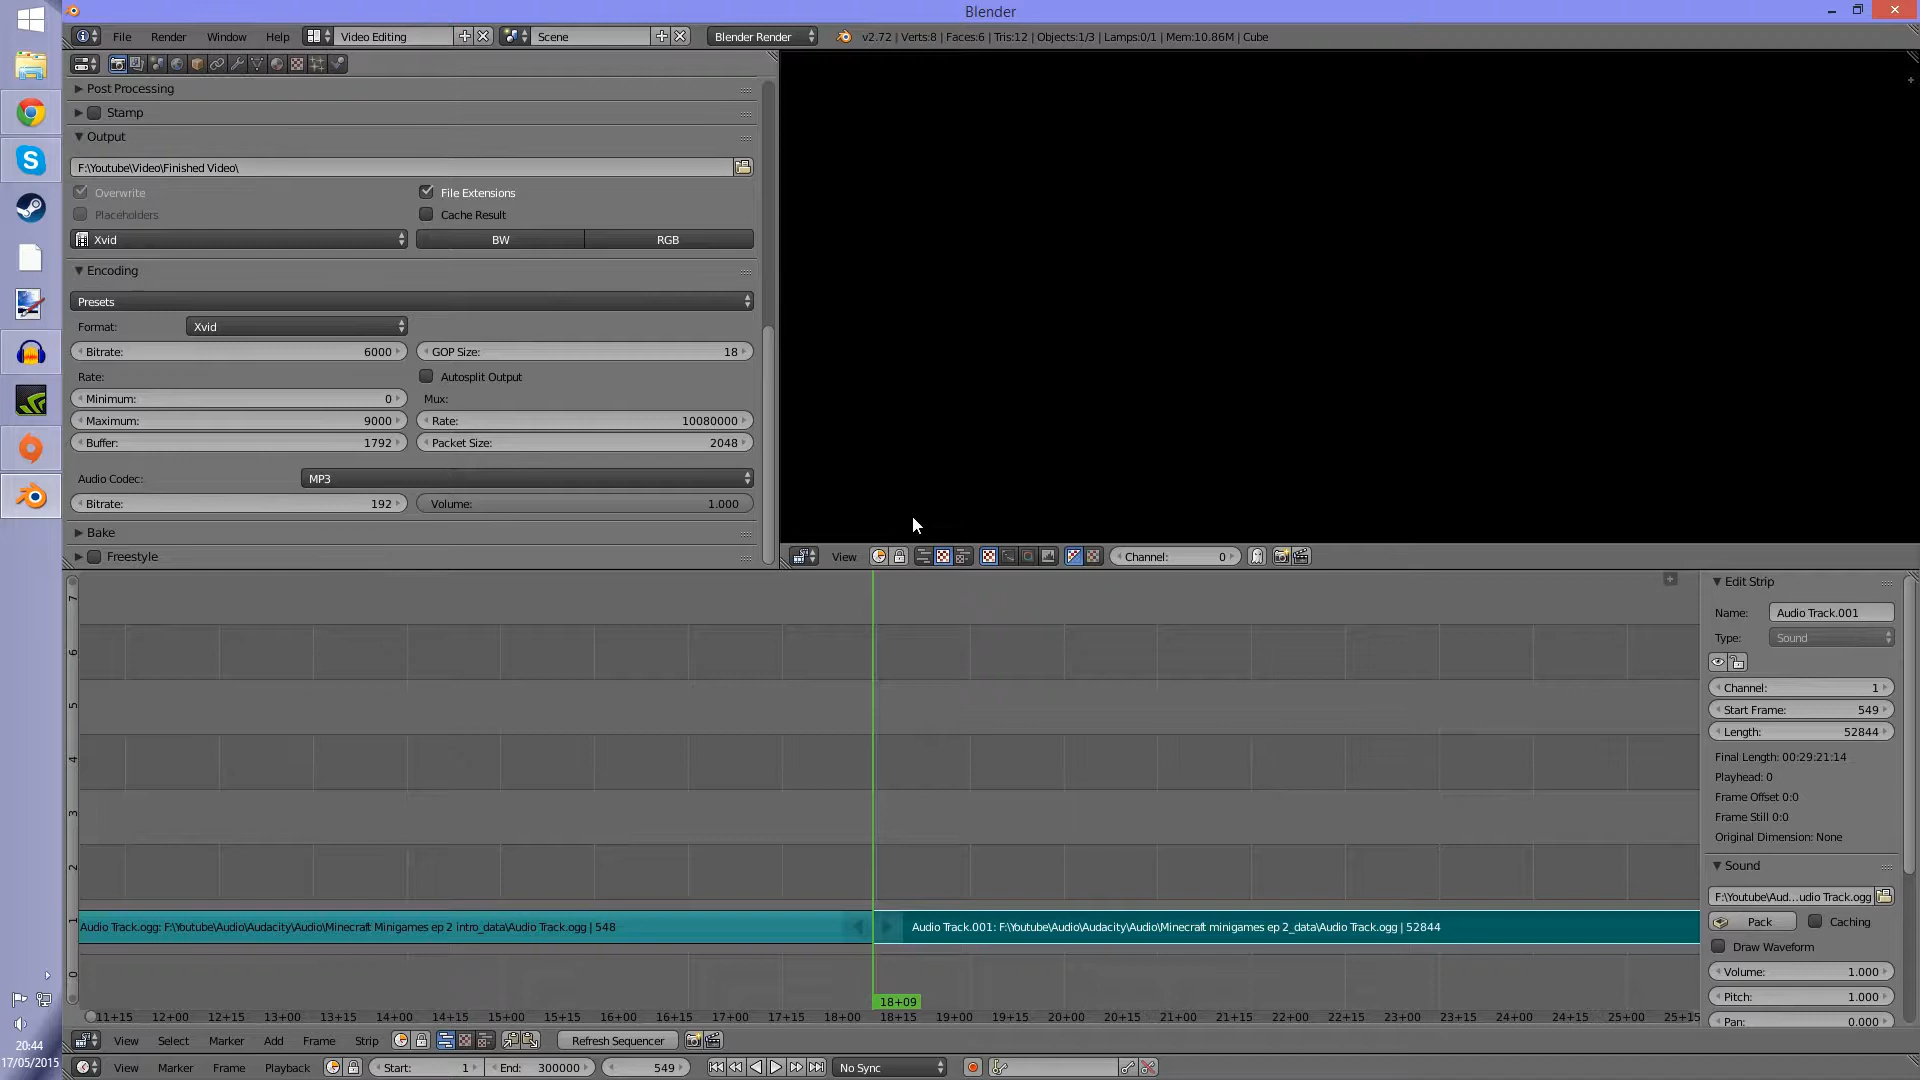 Blender
File Render Window Help Video Editing Scene Blender Render v2.72 | Verts:8 | Faces:6 | Tris:12 | Objects:1/3 | Lamps:0/1 | Mem:10.86M | Cube
Post Processing
Stamp
Output
F:\Youtube\Video\Finished Video\
Overwrite File Extensions
Placeholders Cache Result
Xvid BW RGB
Encoding
Presets
Format: Xvid
Bitrate: 6000 GOP Size: 18
Rate: Autosplit Output
Minimum: 0 Mux:
Maximum: 9000 Rate: 10080000
Buffer: 1792 Packet Size: 2048
Audio Codec: MP3
Bitrate: 192 Volume: 1.000
Bake
Freestyle
View Channel: 0
7
6
5
4
3
2
1
0
Audio Track.ogg: F:\Youtube\Audio\Audacity\Audio\Minecraft Minigames ep 2 intro_data\Audio Track.ogg | 548
Audio Track.001: F:\Youtube\Audio\Audacity\Audio\Minecraft minigames ep 2_data\Audio Track.ogg | 52844
18+09
11+15 12+00 12+15 13+00 13+15 14+00 14+15 15+00 15+15 16+00 16+15 17+00 17+15 18+00 18+15 19+00 19+15 20+00 20+15 21+00 21+15 22+00 22+15 23+00 23+15 24+00 24+15 25+00 25+15
Edit Strip
Name: Audio Track.001
Type: Sound
Channel: 1
Start Frame: 549
Length: 52844
Final Length: 00:29:21:14
Playhead: 0
Frame Offset 0:0
Frame Still 0:0
Original Dimension: None
Sound
F:\Youtube\Aud...udio Track.ogg
Pack Caching
Draw Waveform
Volume: 1.000
Pitch: 1.000
Pan: 0.000
View Select Marker Add Frame Strip Refresh Sequencer
View Marker Frame Playback Start: 1 End: 300000 549 No Sync
20:44
17/05/2015